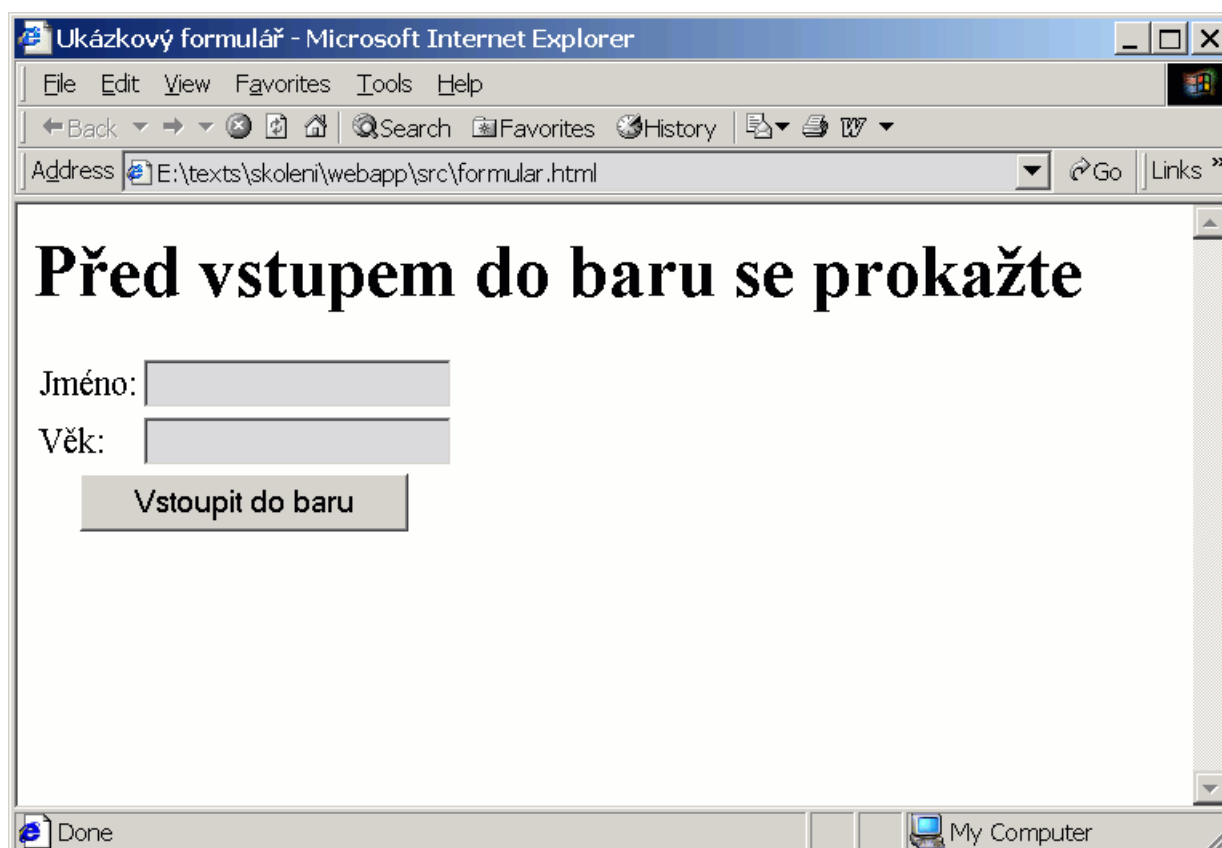 Ukázkový formulář - Microsoft Internet Explorer
File Edit View Favorites Tools Help
Back Search Favorites History
Address E:\texts\skoleni\webapp\src\formular.html Go Links »
Před vstupem do baru se prokažte
Jméno:
Věk:
Vstoupit do baru
Done My Computer